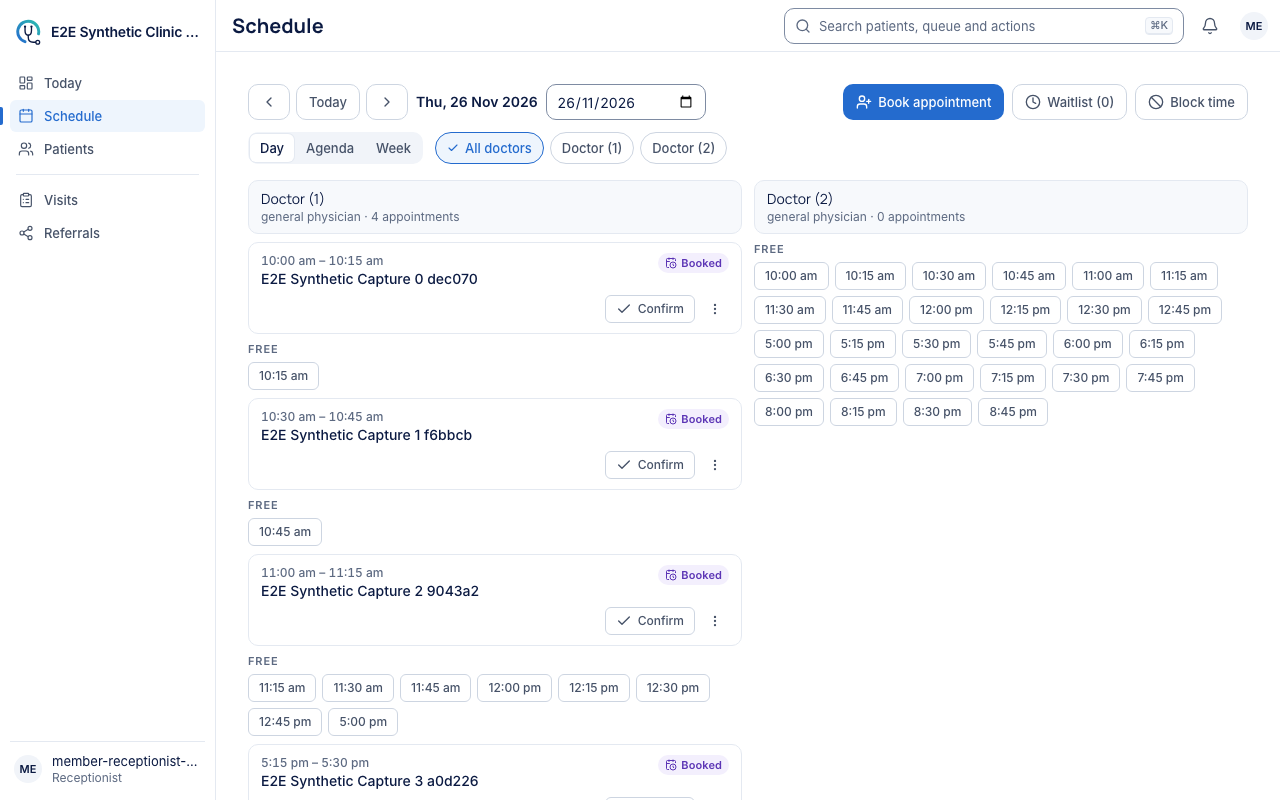 E2E Synthetic Clinic ...
Today
Schedule
Patients
Visits
Referrals
ME
member-receptionist-...
Receptionist
Schedule
Search patients, queue and actions
⌘K
ME
Today
Thu, 26 Nov 2026
26/11/2026
Book appointment
Waitlist (0)
Block time
Day
Agenda
Week
All doctors
Doctor (1)
Doctor (2)
Doctor (1)
general physician · 4 appointments
10:00 am – 10:15 am
Booked
E2E Synthetic Capture 0 dec070
Confirm
FREE
10:15 am
10:30 am – 10:45 am
Booked
E2E Synthetic Capture 1 f6bbcb
Confirm
FREE
10:45 am
11:00 am – 11:15 am
Booked
E2E Synthetic Capture 2 9043a2
Confirm
FREE
11:15 am 11:30 am 11:45 am 12:00 pm 12:15 pm 12:30 pm
12:45 pm 5:00 pm
5:15 pm – 5:30 pm
Booked
E2E Synthetic Capture 3 a0d226
Doctor (2)
general physician · 0 appointments
FREE
10:00 am 10:15 am 10:30 am 10:45 am 11:00 am 11:15 am
11:30 am 11:45 am 12:00 pm 12:15 pm 12:30 pm 12:45 pm
5:00 pm 5:15 pm 5:30 pm 5:45 pm 6:00 pm 6:15 pm
6:30 pm 6:45 pm 7:00 pm 7:15 pm 7:30 pm 7:45 pm
8:00 pm 8:15 pm 8:30 pm 8:45 pm